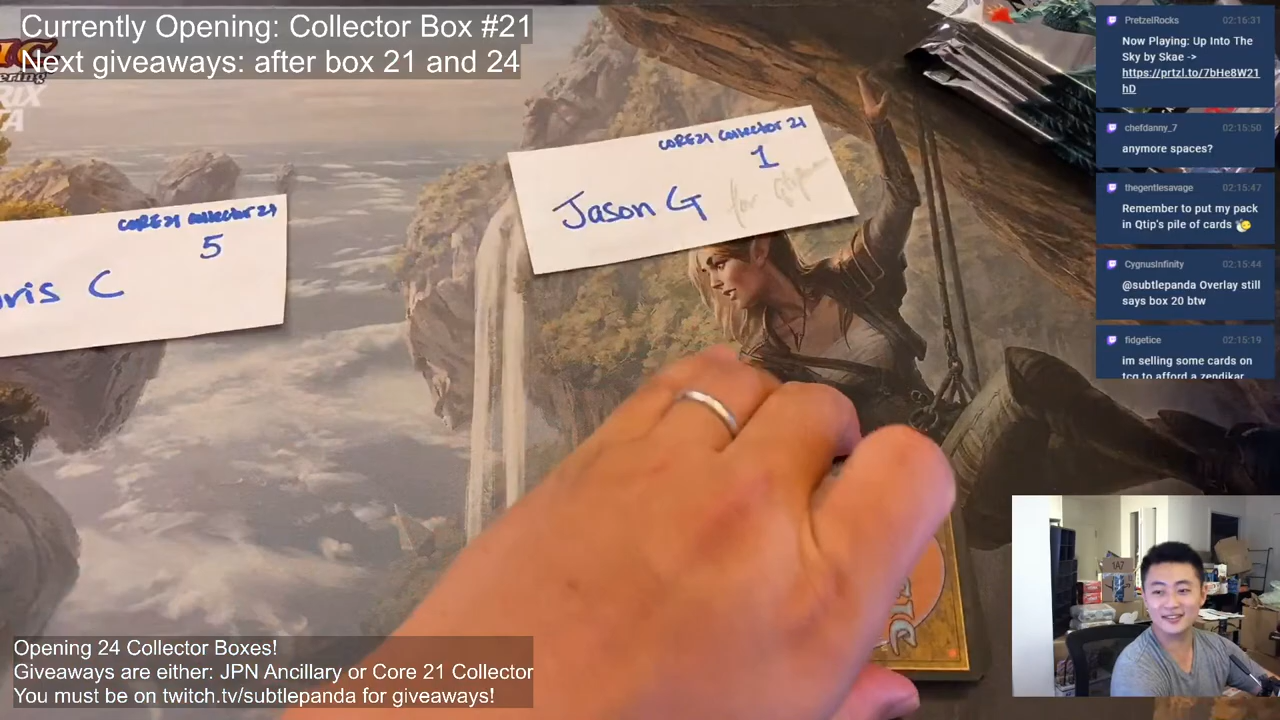 Currently Opening: Collector Box #21
Next giveaways: after box 21 and 24
PretzelRocks 02:16:31
Now Playing: Up Into The
Sky by Skae ->
https://prtzl.to/7bHe8W21
hD
chefdanny_7 02:15:50
anymore spaces?
thegentlesavage 02:15:47
Remember to put my pack
in Qtip's pile of cards
CygnusInfinity 02:15:44
@subtlepanda Overlay still
says box 20 btw
fidgetice 02:15:19
im selling some cards on
tcg to afford a zendikar
CORE21 Collector 21
1
Jason G for
CORE21 Collector 21
5
ris C
1A7
Opening 24 Collector Boxes!
Giveaways are either: JPN Ancillary or Core 21 Collector
You must be on twitch.tv/subtlepanda for giveaways!